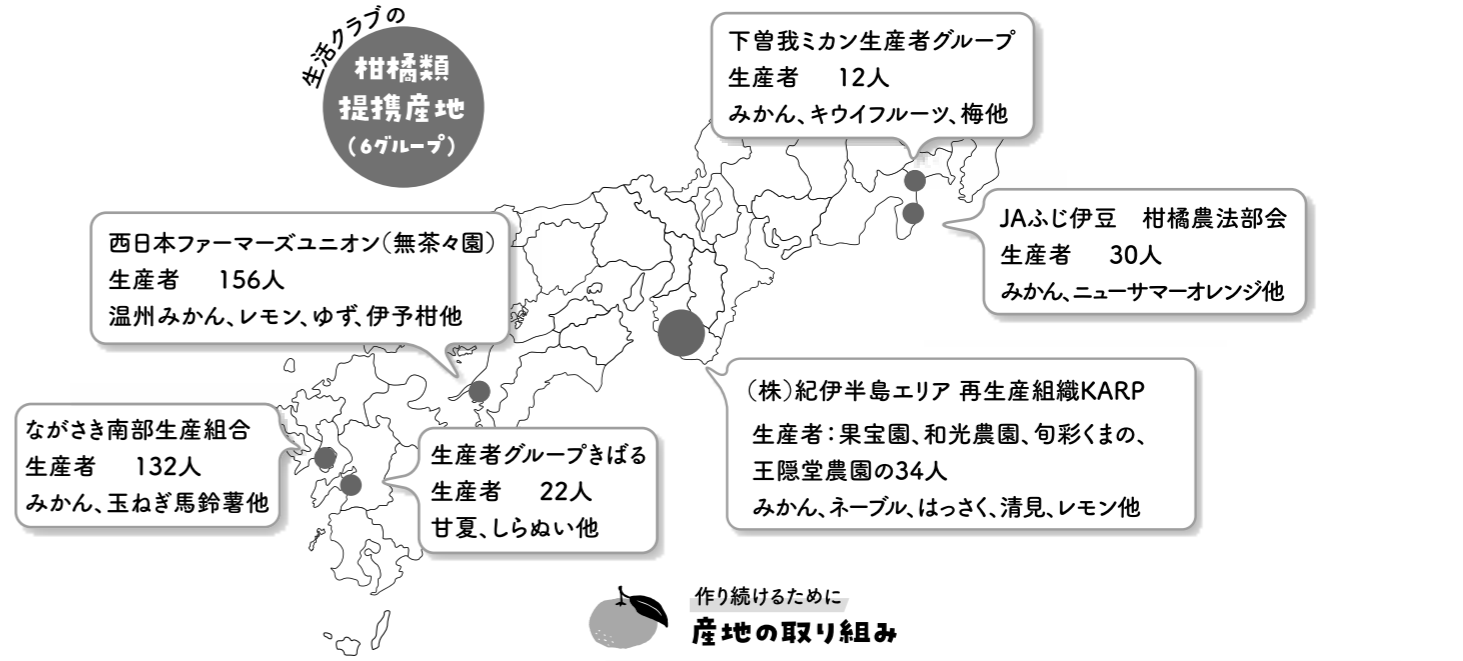 生活クラブの
柑橘類
提携産地
(6グループ)
下曽我ミカン生産者グループ
生産者 12人
みかん、キウイフルーツ、梅他
JAふじ伊豆 柑橘農法部会
生産者 30人
みかん、ニューサマーオレンジ他
西日本ファーマーズユニオン(無茶々園)
生産者 156人
温州みかん、レモン、ゆず、伊予柑他
(株)紀伊半島エリア 再生産組織KARP
生産者:果宝園、和光農園、旬彩くまの、
王隠堂農園の34人
みかん、ネーブル、はっさく、清見、レモン他
ながさき南部生産組合
生産者 132人
みかん、玉ねぎ馬鈴薯他
生産者グループきばる
生産者 22人
甘夏、しらぬい他
作り続けるために
産地の取り組み